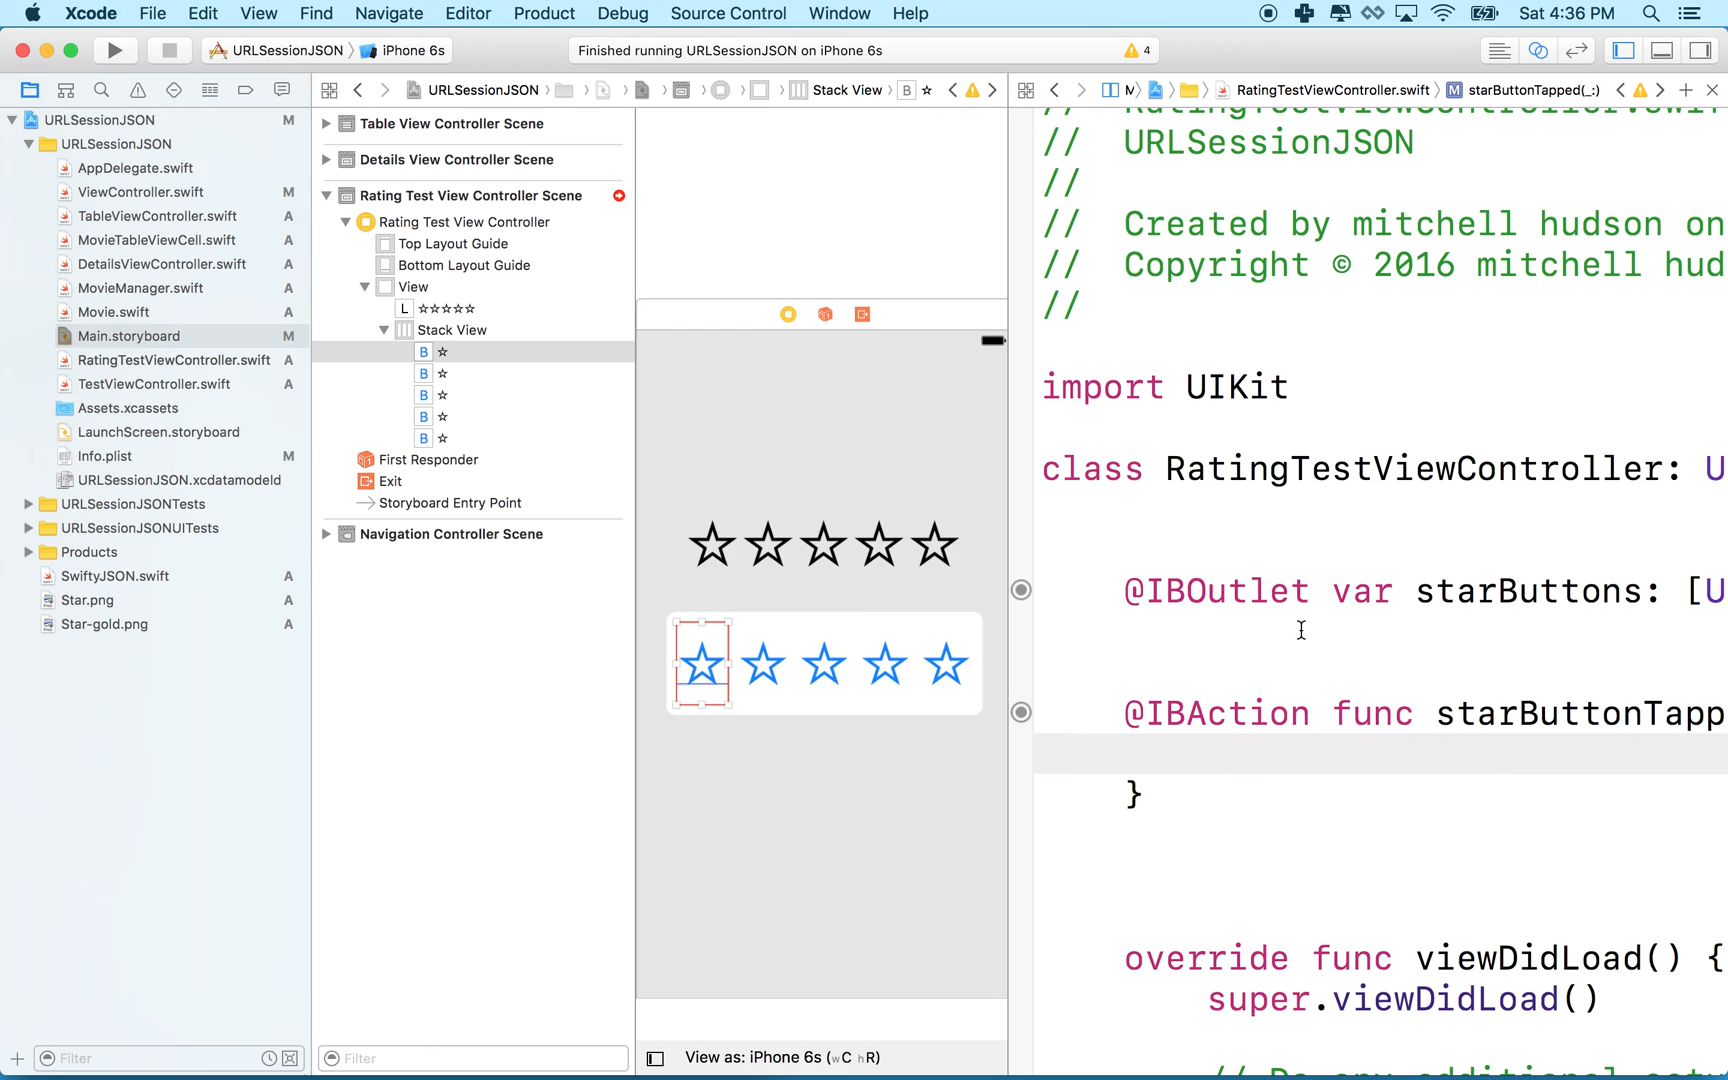 Xcode File Edit View Find Navigate Editor Product Debug Source Control Window Help Sat 4:36 PM
URLSessionJSON iPhone 6s Finished running URLSessionJSON on iPhone 6s 4
URLSessionJSON Stack View B ★ M RatingTestViewController.swift M starButtonTapped(_:)
URLSessionJSON M
URLSessionJSON
AppDelegate.swift
ViewController.swift M
TableViewController.swift A
MovieTableViewCell.swift A
DetailsViewController.swift A
MovieManager.swift A
Movie.swift A
Main.storyboard M
RatingTestViewController.swift A
TestViewController.swift A
Assets.xcassets
LaunchScreen.storyboard
Info.plist M
URLSessionJSON.xcdatamodeld
URLSessionJSONTests
URLSessionJSONUITests
Products
SwiftyJSON.swift A
Star.png A
Star-gold.png A
Filter
Table View Controller Scene
Details View Controller Scene
Rating Test View Controller Scene
Rating Test View Controller
Top Layout Guide
Bottom Layout Guide
View
L ☆☆☆☆☆
Stack View
B ☆
B ☆
B ☆
B ☆
B ☆
First Responder
Exit
Storyboard Entry Point
Navigation Controller Scene
Filter
☆☆☆☆☆
☆ ☆ ☆ ☆ ☆
View as: iPhone 6s (wC hR)
// RatingTestViewController.swif
// URLSessionJSON
//
// Created by mitchell hudson on
// Copyright © 2016 mitchell hud
//
import UIKit
class RatingTestViewController: U
@IBOutlet var starButtons: [U
@IBAction func starButtonTapp
}
override func viewDidLoad() {
super.viewDidLoad()